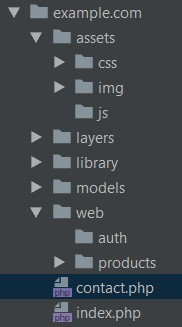 example.com
assets
css
img
js
layers
library
models
web
auth
products
php contact.php
php index.php